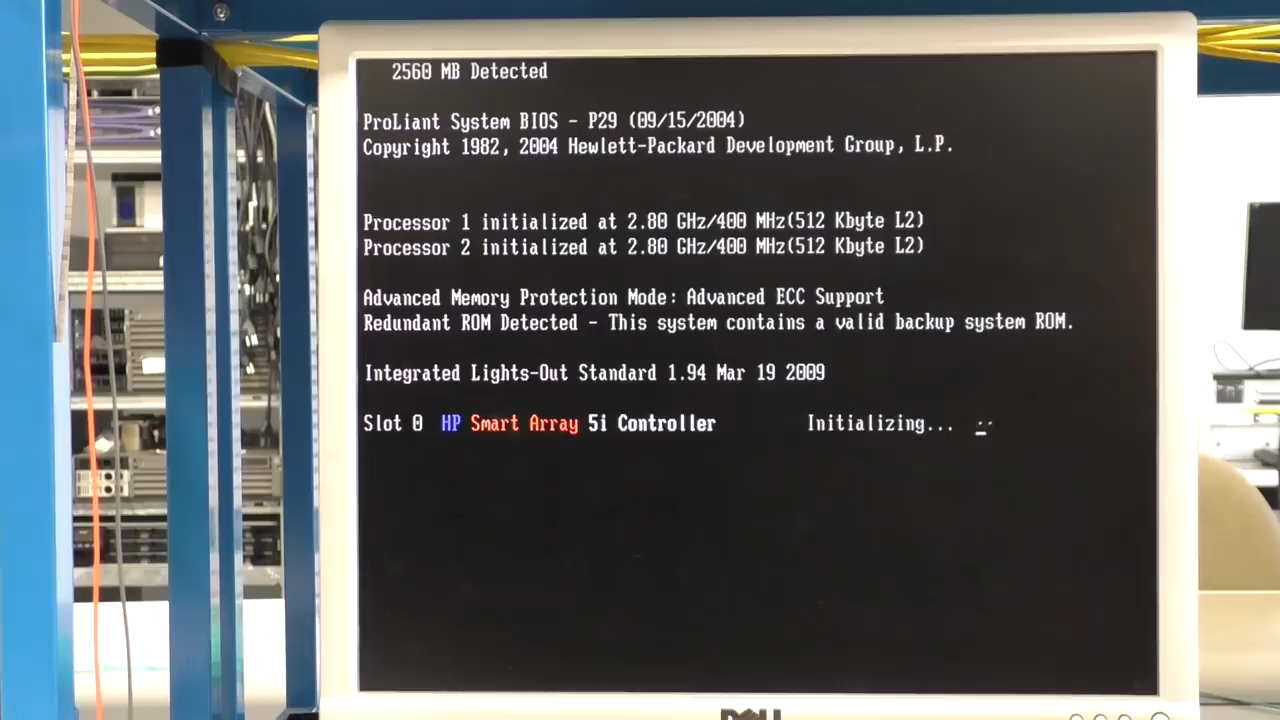 2560 MB Detected
ProLiant System BIOS - P29 (09/15/2004)
Copyright 1982, 2004 Hewlett-Packard Development Group, L.P.
Processor 1 initialized at 2.80 GHz/400 MHz(512 Kbyte L2)
Processor 2 initialized at 2.80 GHz/400 MHz(512 Kbyte L2)
Advanced Memory Protection Mode: Advanced ECC Support
Redundant ROM Detected - This system contains a valid backup system ROM.
Integrated Lights-Out Standard 1.94 Mar 19 2009
Slot 0 HP Smart Array 5i Controller Initializing...
DELL